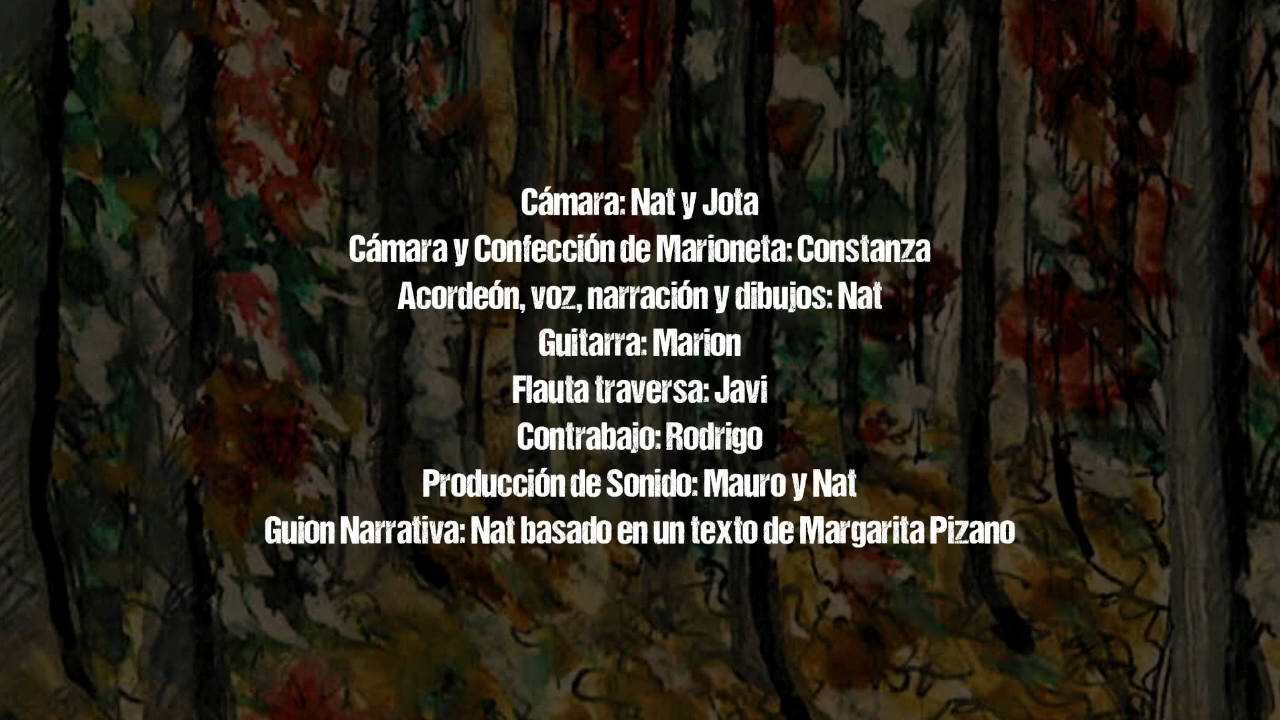 Cámara: Nat y Jota
Cámara y Confección de Marioneta: Constanza
Acordeón, voz, narración y dibujos: Nat
Guitarra: Marion
Flauta traversa: Javi
Contrabajo: Rodrigo
Producción de Sonido: Mauro y Nat
Guion Narrativa: Nat basado en un texto de Margarita Pizano